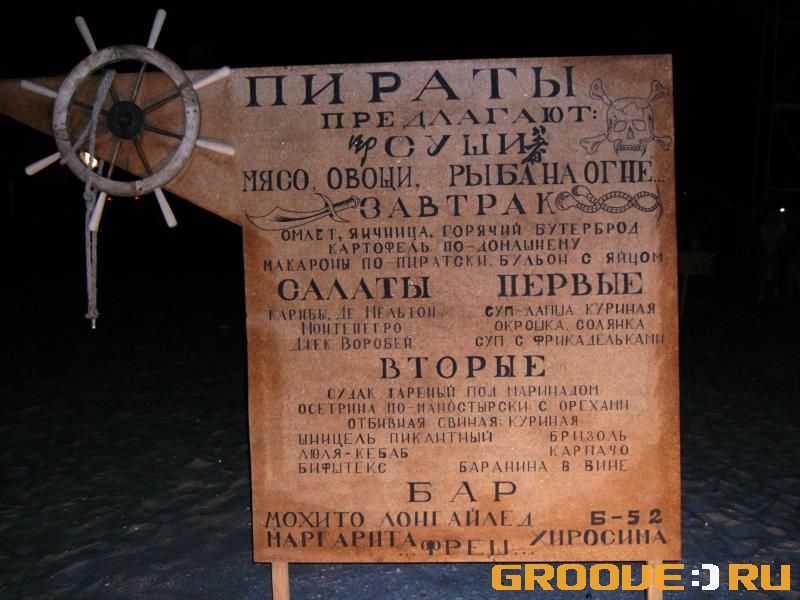 ПИРАТЫ
ПРЕДЛАГАЮТ:
СУШИ
МЯСО, ОВОЩИ, РЫБА НА ОГНЕ...
ЗАВТРАК
ОМЛЕТ, ЯИЧНИЦА, ГОРЯЧИЙ БУТЕРБРОД
КАРТОФЕЛЬ ПО-ДОМАШНЕМУ
МАКАРОНЫ ПО-ПИРАТСКИ, БУЛЬОН С ЯЙЦОМ
САЛАТЫ
КАРИБЫ, ДЕ МЕЛЬТОН
МОНТЕНЕГРО
ДЖЕК ВОРОБЕЙ
ПЕРВЫЕ
СУП-ЛАПША КУРИНАЯ
ОКРОШКА, СОЛЯНКА
СУП С ФРИКАДЕЛЬКАМИ
ВТОРЫЕ
СУДАК ЖАРЕНЫЙ ПОД МАРИНАДОМ
ОСЕТРИНА ПО-МАНОСТЫРСКИ: С ОРЕХАМИ
ОТБИВНАЯ СВИНАЯ: КУРИНАЯ
ШНИЦЕЛЬ ПИКАНТНЫЙ БРИЗОЛЬ
ЛЮЛЯ-КЕБАБ КАРПАЧО
БИФШТЕКС БАРАНИНА В ВИНЕ
БАР
МОХИТО ЛОНГАЙЛЕД Б-52
МАРГАРИТА ...ФРЕШ... ХИРОСИМА
GROOVE:) RU